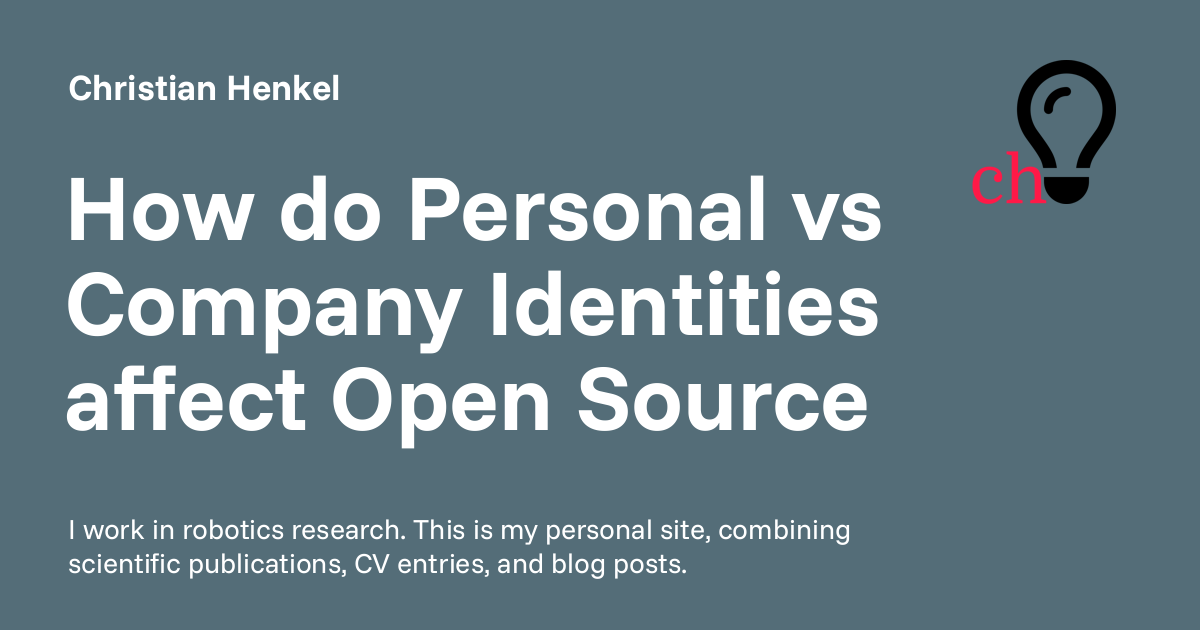 Christian Henkel
ch
How do Personal vs
Company Identities
affect Open Source
I work in robotics research. This is my personal site, combining
scientific publications, CV entries, and blog posts.